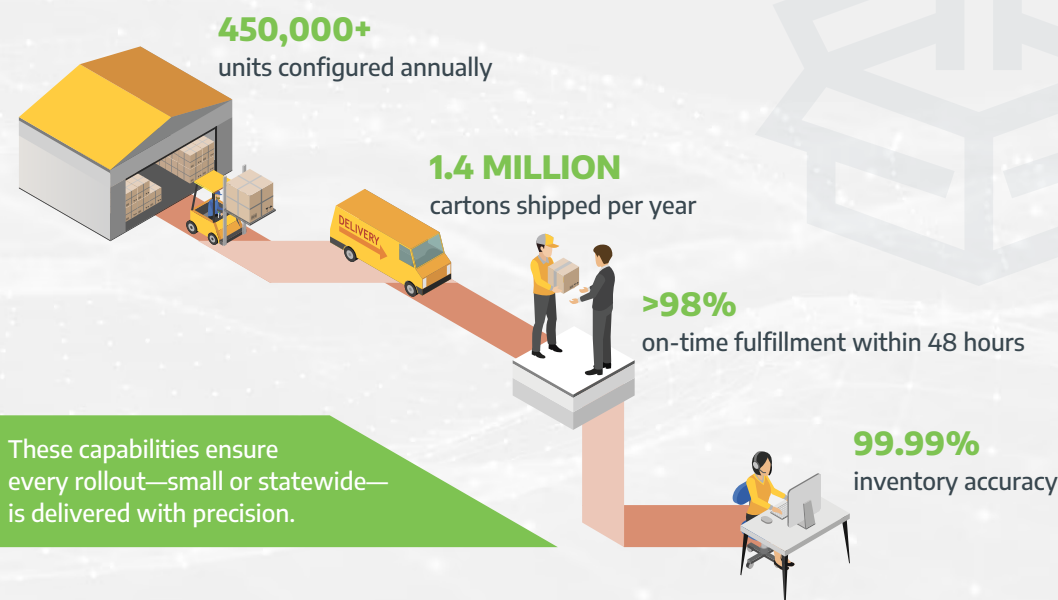 450,000+
units configured annually
1.4 MILLION
cartons shipped per year
DELIVERY
>98%
on-time fulfillment within 48 hours
99.99%
inventory accuracy
These capabilities ensure
every rollout—small or statewide—
is delivered with precision.